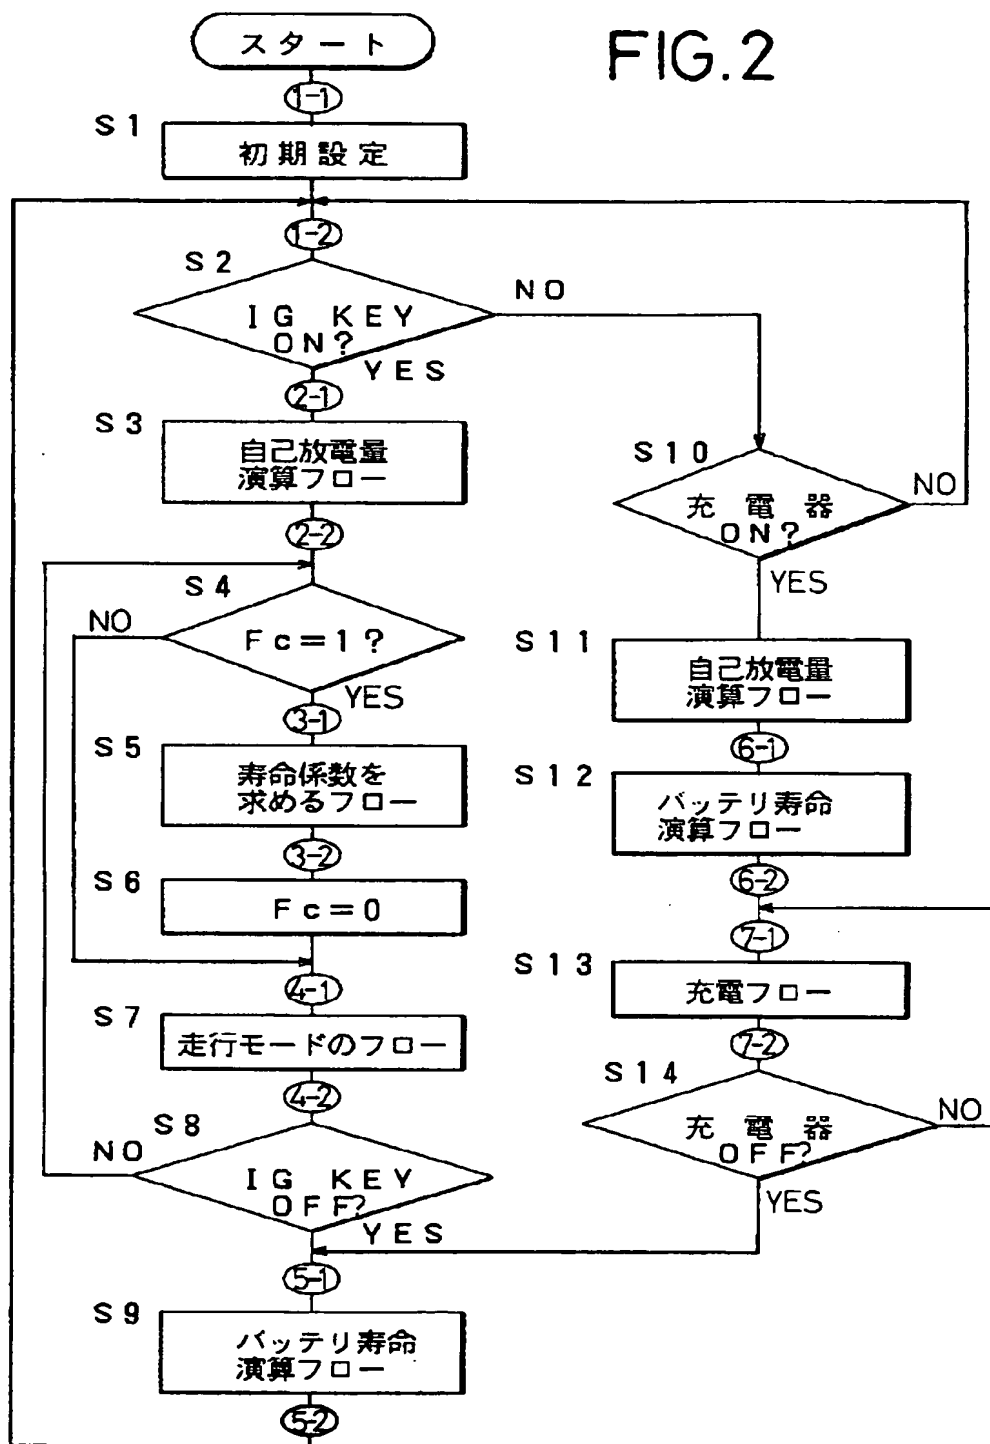 FIG.2
スタート
1-1
S1
初期設定
1-2
S2
IG KEY
ON?
NO
YES
2-1
S3
自己放電量
演算フロー
2-2
S4
NO
Fc=1?
YES
3-1
S5
寿命係数を
求めるフロー
3-2
S6
Fc=0
4-1
S7
走行モードのフロー
4-2
S8
NO
IG KEY
OFF?
YES
5-1
S9
バッテリ寿命
演算フロー
5-2
S10
充電器
ON?
NO
YES
S11
自己放電量
演算フロー
6-1
S12
バッテリ寿命
演算フロー
6-2
7-1
S13
充電フロー
7-2
S14
充電器
OFF?
NO
YES